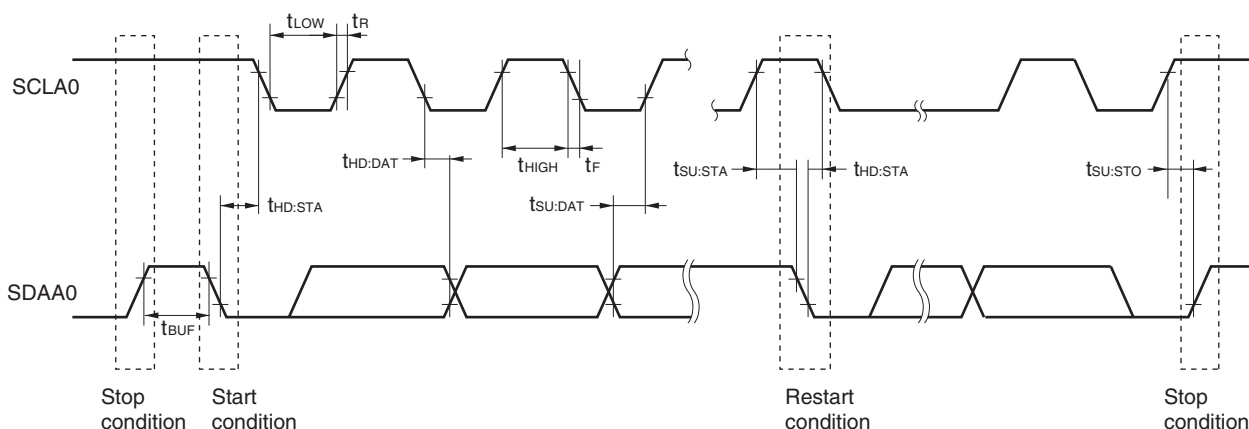 tLOW
tR
SCLA0
tHD:DAT
tHIGH
tF
tSU:STA
tHD:STA
tSU:STO
tHD:STA
tSU:DAT
SDAA0
tBUF
Stop
condition
Start
condition
Restart
condition
Stop
condition